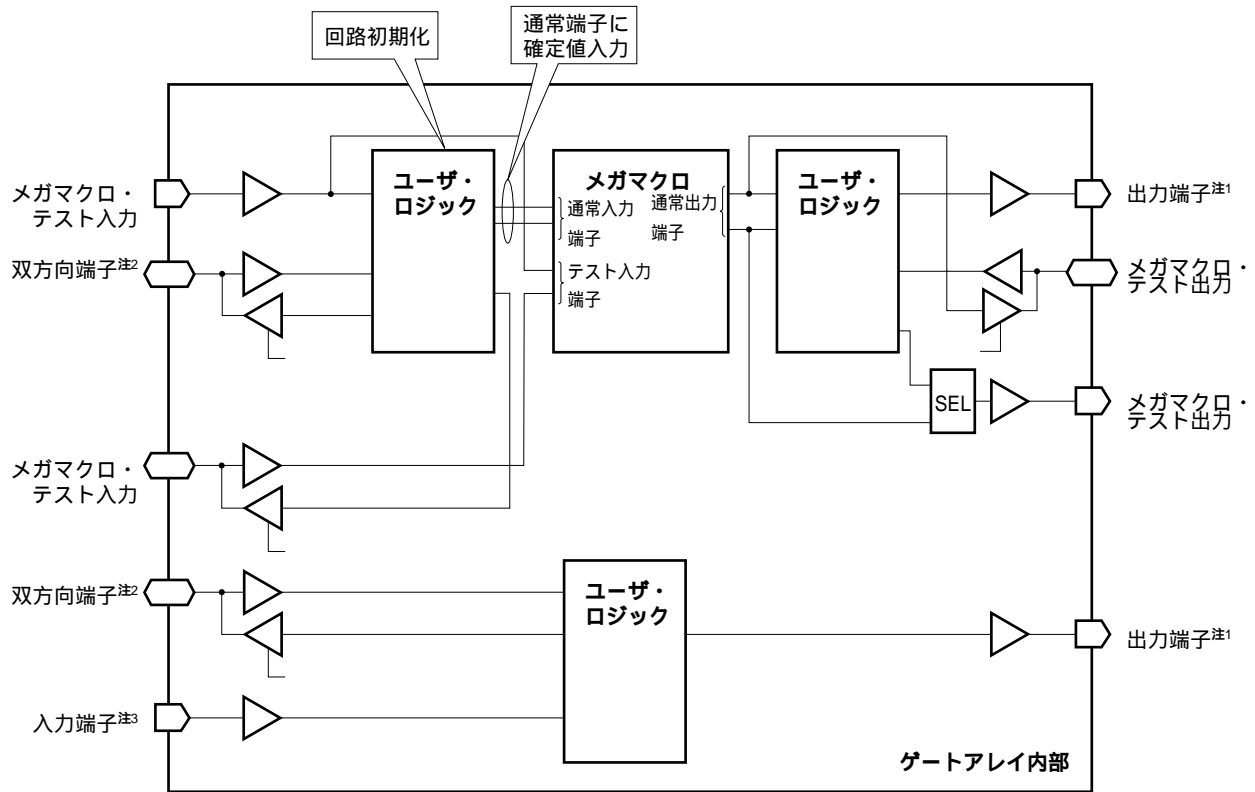 回路初期化
通常端子に
確定値入力
メガマクロ・
テスト入力
双方向端子注2
ユーザ・
ロジック
メガマクロ
通常入力
端子
通常出力
端子
テスト入力
端子
ユーザ・
ロジック
出力端子注1
メガマクロ・
テスト出力
SEL
メガマクロ・
テスト出力
メガマクロ・
テスト入力
双方向端子注2
ユーザ・
ロジック
出力端子注1
入力端子注3
ゲートアレイ内部